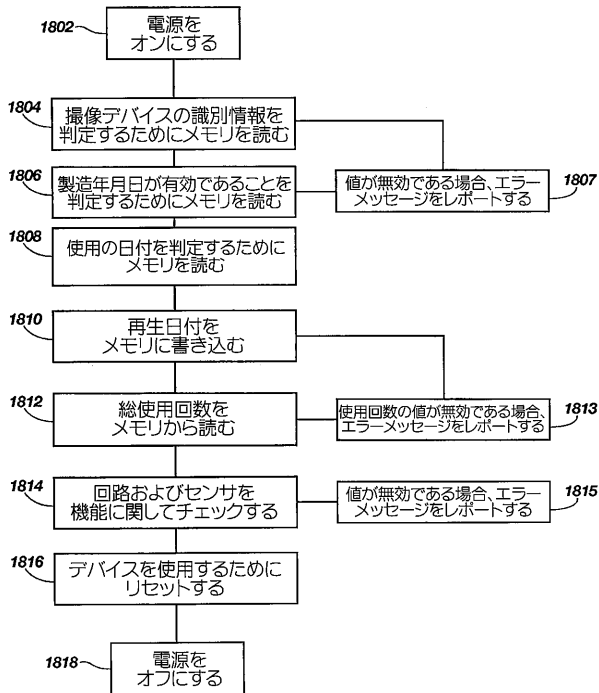 1802
電源を
オンにする
1804
撮像デバイスの識別情報を
判定するためにメモリを読む
1806
製造年月日が有効であることを
判定するためにメモリを読む
値が無効である場合、エラー
メッセージをレポートする
1807
1808
使用の日付を判定するために
メモリを読む
1810
再生日付を
メモリに書き込む
1812
総使用回数を
メモリから読む
使用回数の値が無効である場合、
エラーメッセージをレポートする
1813
1814
回路およびセンサを
機能に関してチェックする
値が無効である場合、エラー
メッセージをレポートする
1815
1816
デバイスを使用するために
リセットする
1818
電源を
オフにする